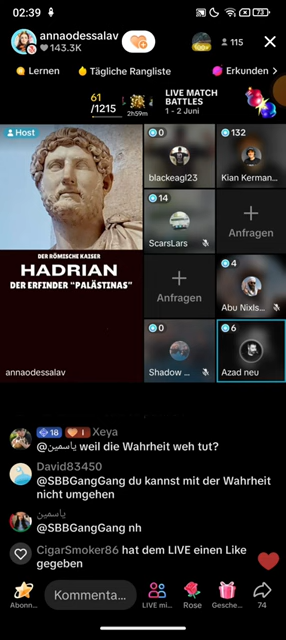 02:39
73
annaodessalav
143.3K
115
Lernen
Tägliche Rangliste
Erkunden >
61
/1215
2h59m
LIVE MATCH
BATTLES
1 - 2 Juni
Host
0
blackeagl23
132
Kian Kerman...
14
ScarsLars
+
Anfragen
DER RÖMISCHE KAISER
HADRIAN
DER ERFINDER "PALÄSTINAS"
+
Anfragen
4
Abu NixIs...
annaodessalav
0
Shadow ...
6
Azad neu
18
Xeya
@ياسمين weil die Wahrheit weh tut?
David83450
@SBBGangGang du kannst mit der Wahrheit
nicht umgehen
ياسمين
@SBBGangGang nh
CigarSmoker86 hat dem LIVE einen Like
gegeben
Abonn...
Kommenta...
LIVE mi...
Rose
Gesche...
74